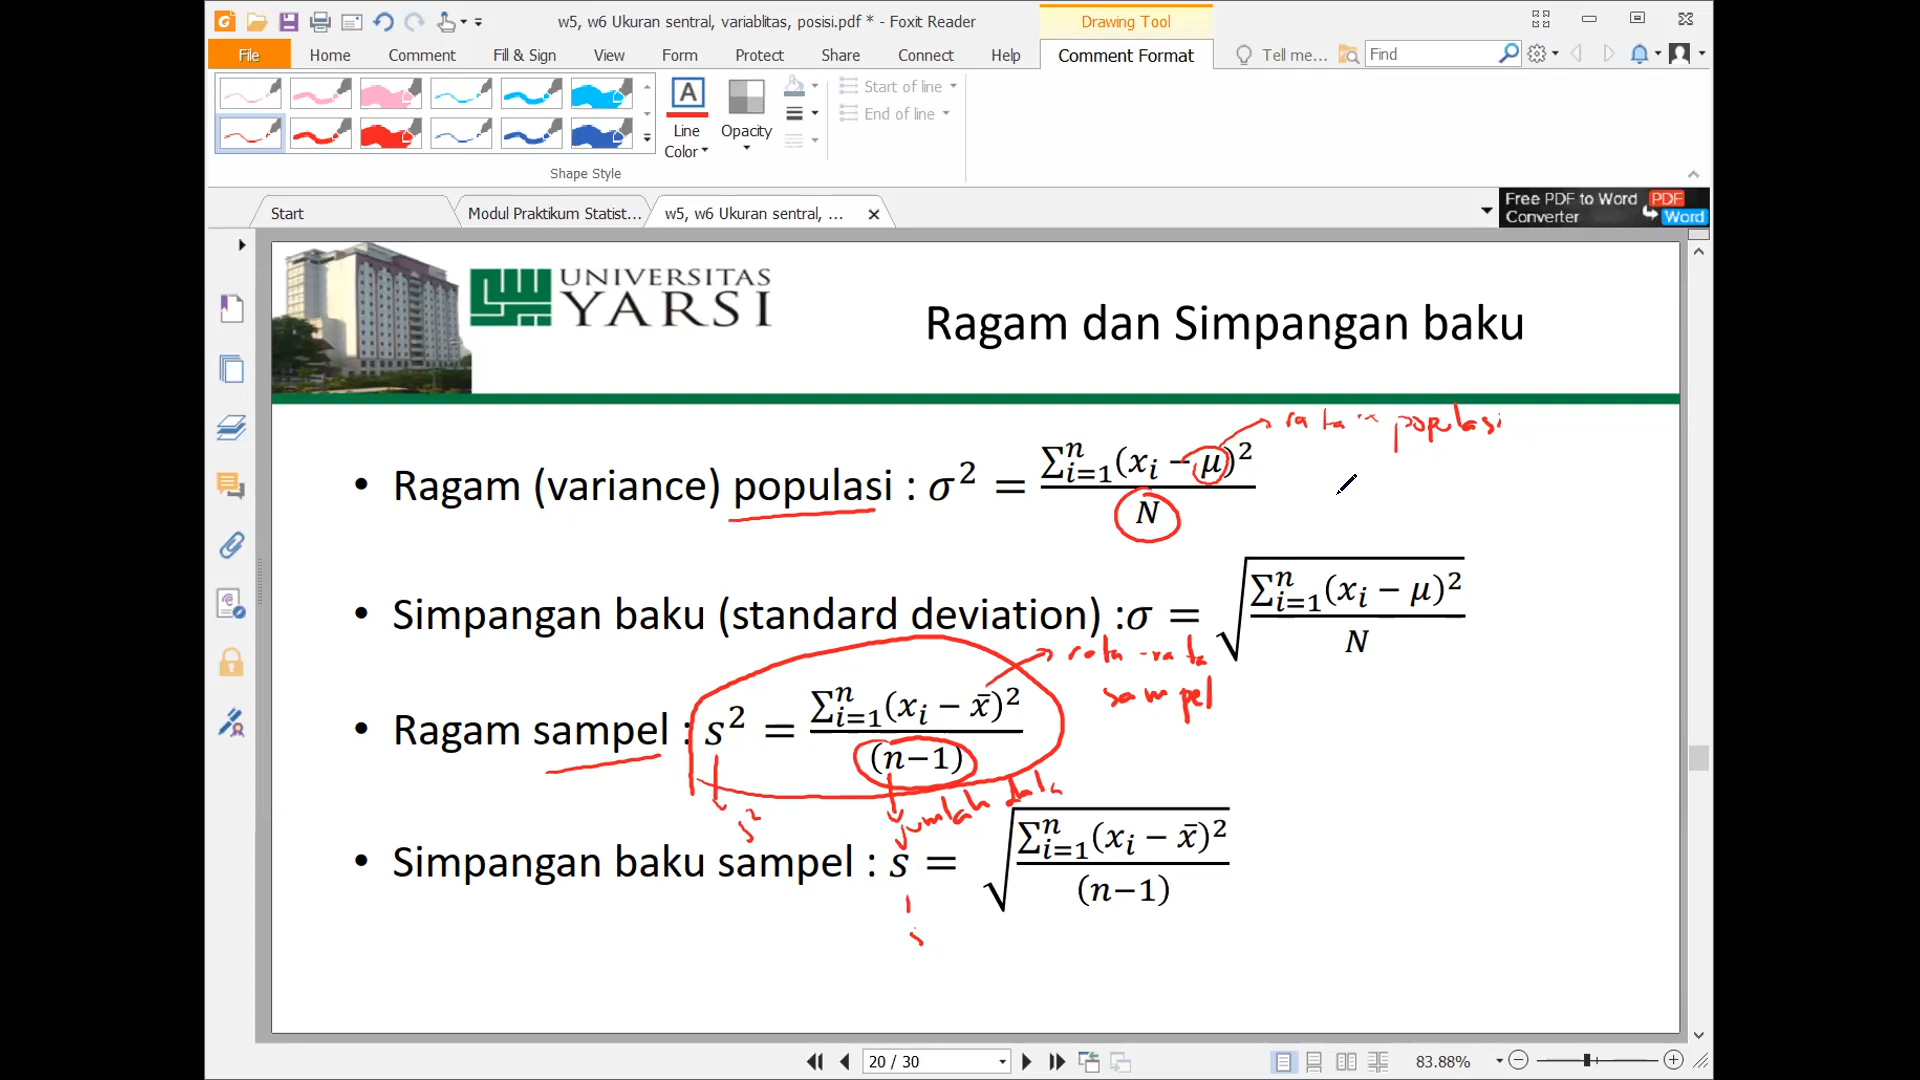 w5, w6 Ukuran sentral, variablitas, posisi.pdf * - Foxit Reader
Drawing Tool
File Home Comment Fill & Sign View Form Protect Share Connect Help Comment Format Tell me... Find
Line Color
Opacity
Start of line
End of line
Shape Style
Start
Modul Praktikum Statist...
w5, w6 Ukuran sentral, ...
Free PDF to Word Converter
PDF
Word
UNIVERSITAS
YARSI
Ragam dan Simpangan baku
rata" populasi
• Ragam (variance) populasi : σ² = ∑ⁿᵢ₌₁(xᵢ − μ)² / N
• Simpangan baku (standard deviation) :σ = √(∑ⁿᵢ₌₁(xᵢ − μ)² / N)
rata-rata
sampel
• Ragam sampel : s² = ∑ⁿᵢ₌₁(xᵢ − x̄)² / (n−1)
s²
jumlah data
• Simpangan baku sampel : s = √(∑ⁿᵢ₌₁(xᵢ − x̄)² / (n−1))
s
20 / 30
83.88%